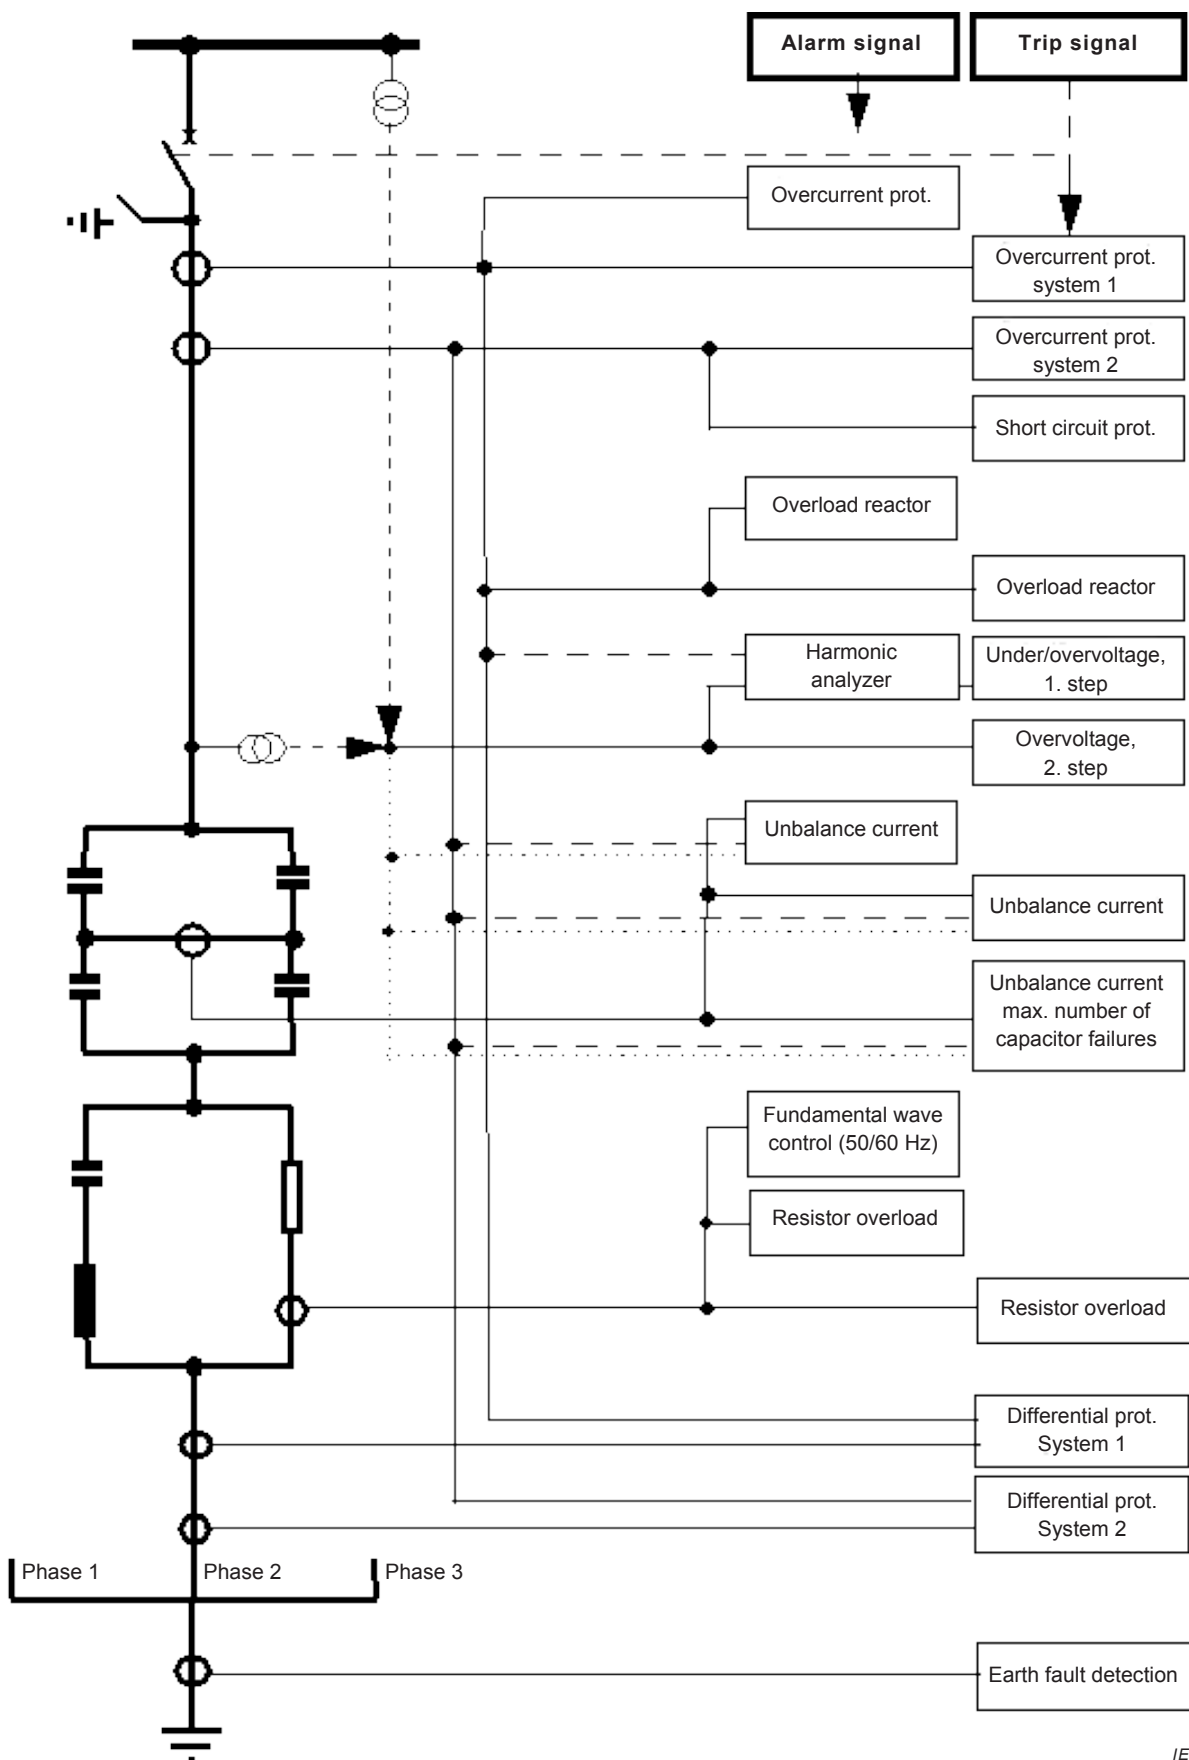 Alarm signal
Trip signal
Overcurrent prot.
Overcurrent prot.
system 1
Overcurrent prot.
system 2
Short circuit prot.
Overload reactor
Overload reactor
Harmonic
analyzer
Under/overvoltage,
1. step
Overvoltage,
2. step
Unbalance current
Unbalance current
Unbalance current
max. number of
capacitor failures
Fundamental wave
control (50/60 Hz)
Resistor overload
Resistor overload
Differential prot.
System 1
Differential prot.
System 2
Phase 1
Phase 2
Phase 3
Earth fault detection